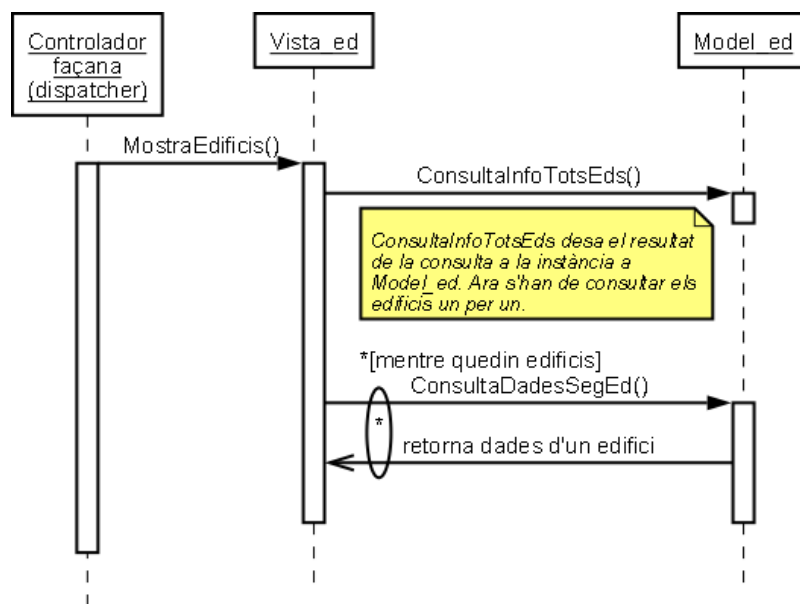 Controlador
façana
(dispatcher)
Vista_ed
Model_ed
MostraEdificis()
ConsultaInfoTotsEds()
ConsultaInfoTotsEds desa el resultat
de la consulta a la instància a
Model_ed. Ara s'han de consultar els
edificis un per un.
*[mentre quedin edificis]
ConsultaDadesSegEd()
*
retorna dades d'un edifici